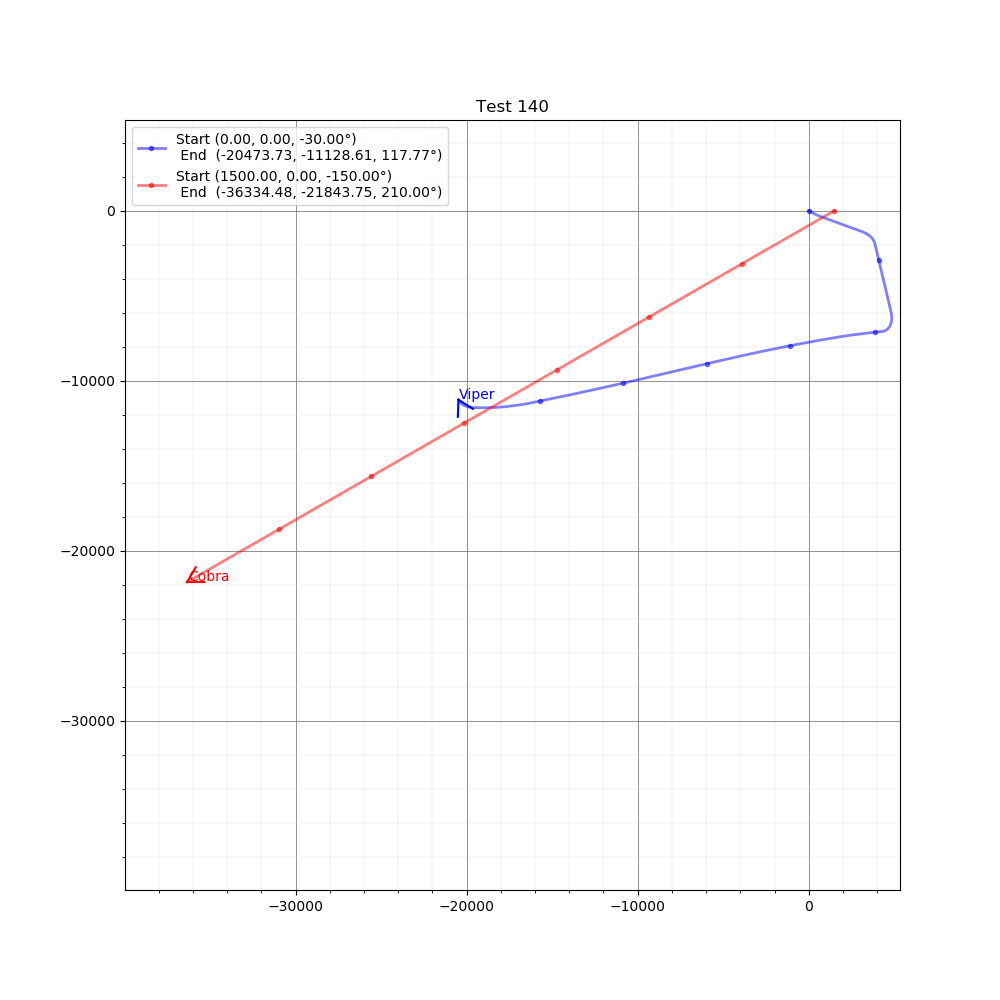 Test 140
Start (0.00, 0.00, -30.00°)
End (-20473.73, -11128.61, 117.77°)
Start (1500.00, 0.00, -150.00°)
End (-36334.48, -21843.75, 210.00°)
0
−10000
−20000
−30000
Viper
Cobra
−30000
−20000
−10000
0